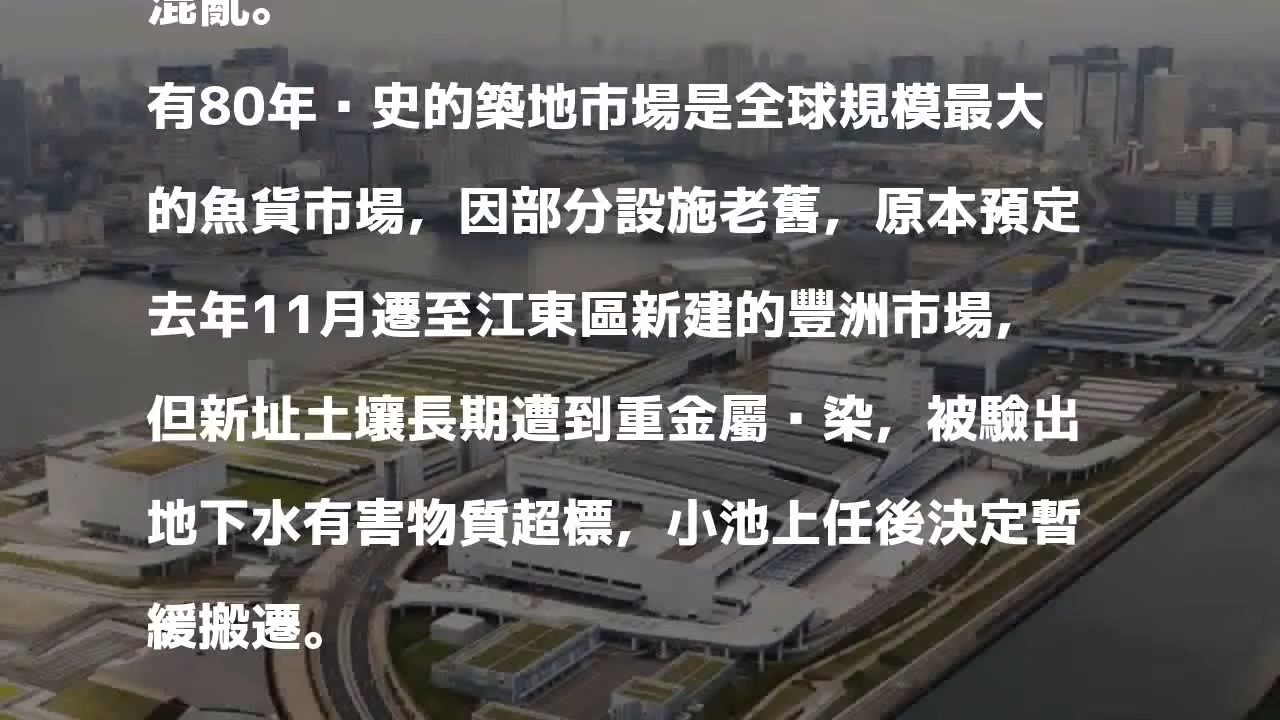 混亂。
有80年▪史的築地市場是全球規模最大
的魚貨市場，因部分設施老舊，原本預定
去年11月遷至江東區新建的豐洲市場，
但新址土壤長期遭到重金屬▪染，被驗出
地下水有害物質超標，小池上任後決定暫
緩搬遷。